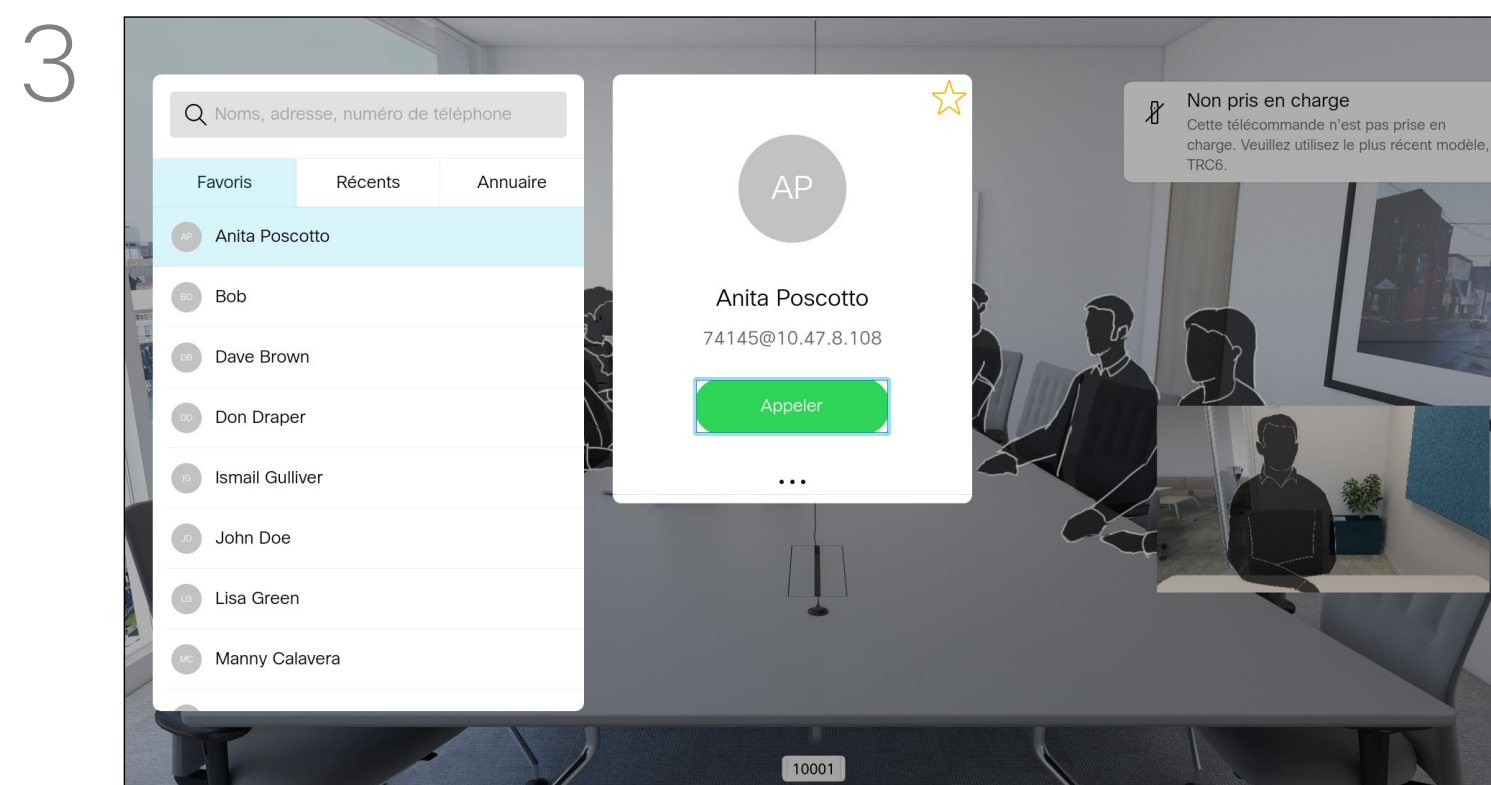 3
Noms, adresse, numéro de téléphone
Favoris Récents Annuaire
AP Anita Poscotto
BO Bob
DB Dave Brown
DD Don Draper
IG Ismail Gulliver
JD John Doe
LG Lisa Green
MC Manny Calavera
AP
Anita Poscotto
74145@10.47.8.108
Appeler
Non pris en charge
Cette télécommande n'est pas prise en
charge. Veuillez utilisez le plus récent modèle,
TRC6.
10001